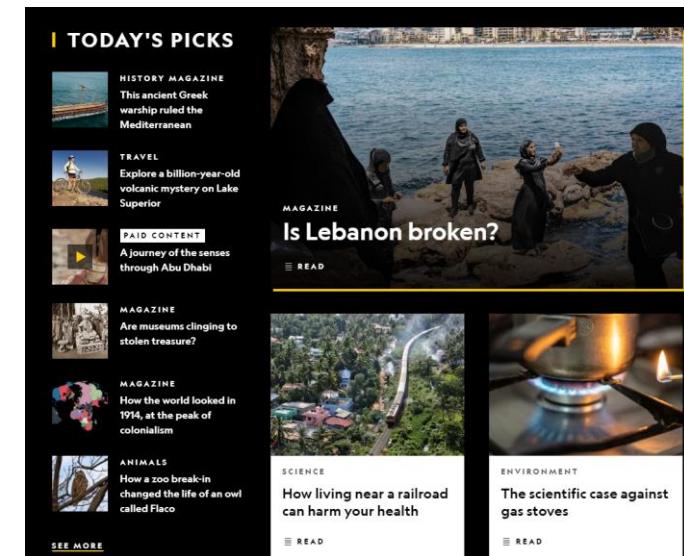 TODAY'S PICKS
HISTORY MAGAZINE
This ancient Greek
warship ruled the
Mediterranean
TRAVEL
Explore a billion-year-old
volcanic mystery on Lake
Superior
PAID CONTENT
A journey of the senses
through Abu Dhabi
MAGAZINE
Are museums clinging to
stolen treasure?
MAGAZINE
How the world looked in
1914, at the peak of
colonialism
ANIMALS
How a zoo break-in
changed the life of an owl
called Flaco
SEE MORE
MAGAZINE
Is Lebanon broken?
READ
SCIENCE
How living near a railroad
can harm your health
READ
ENVIRONMENT
The scientific case against
gas stoves
READ